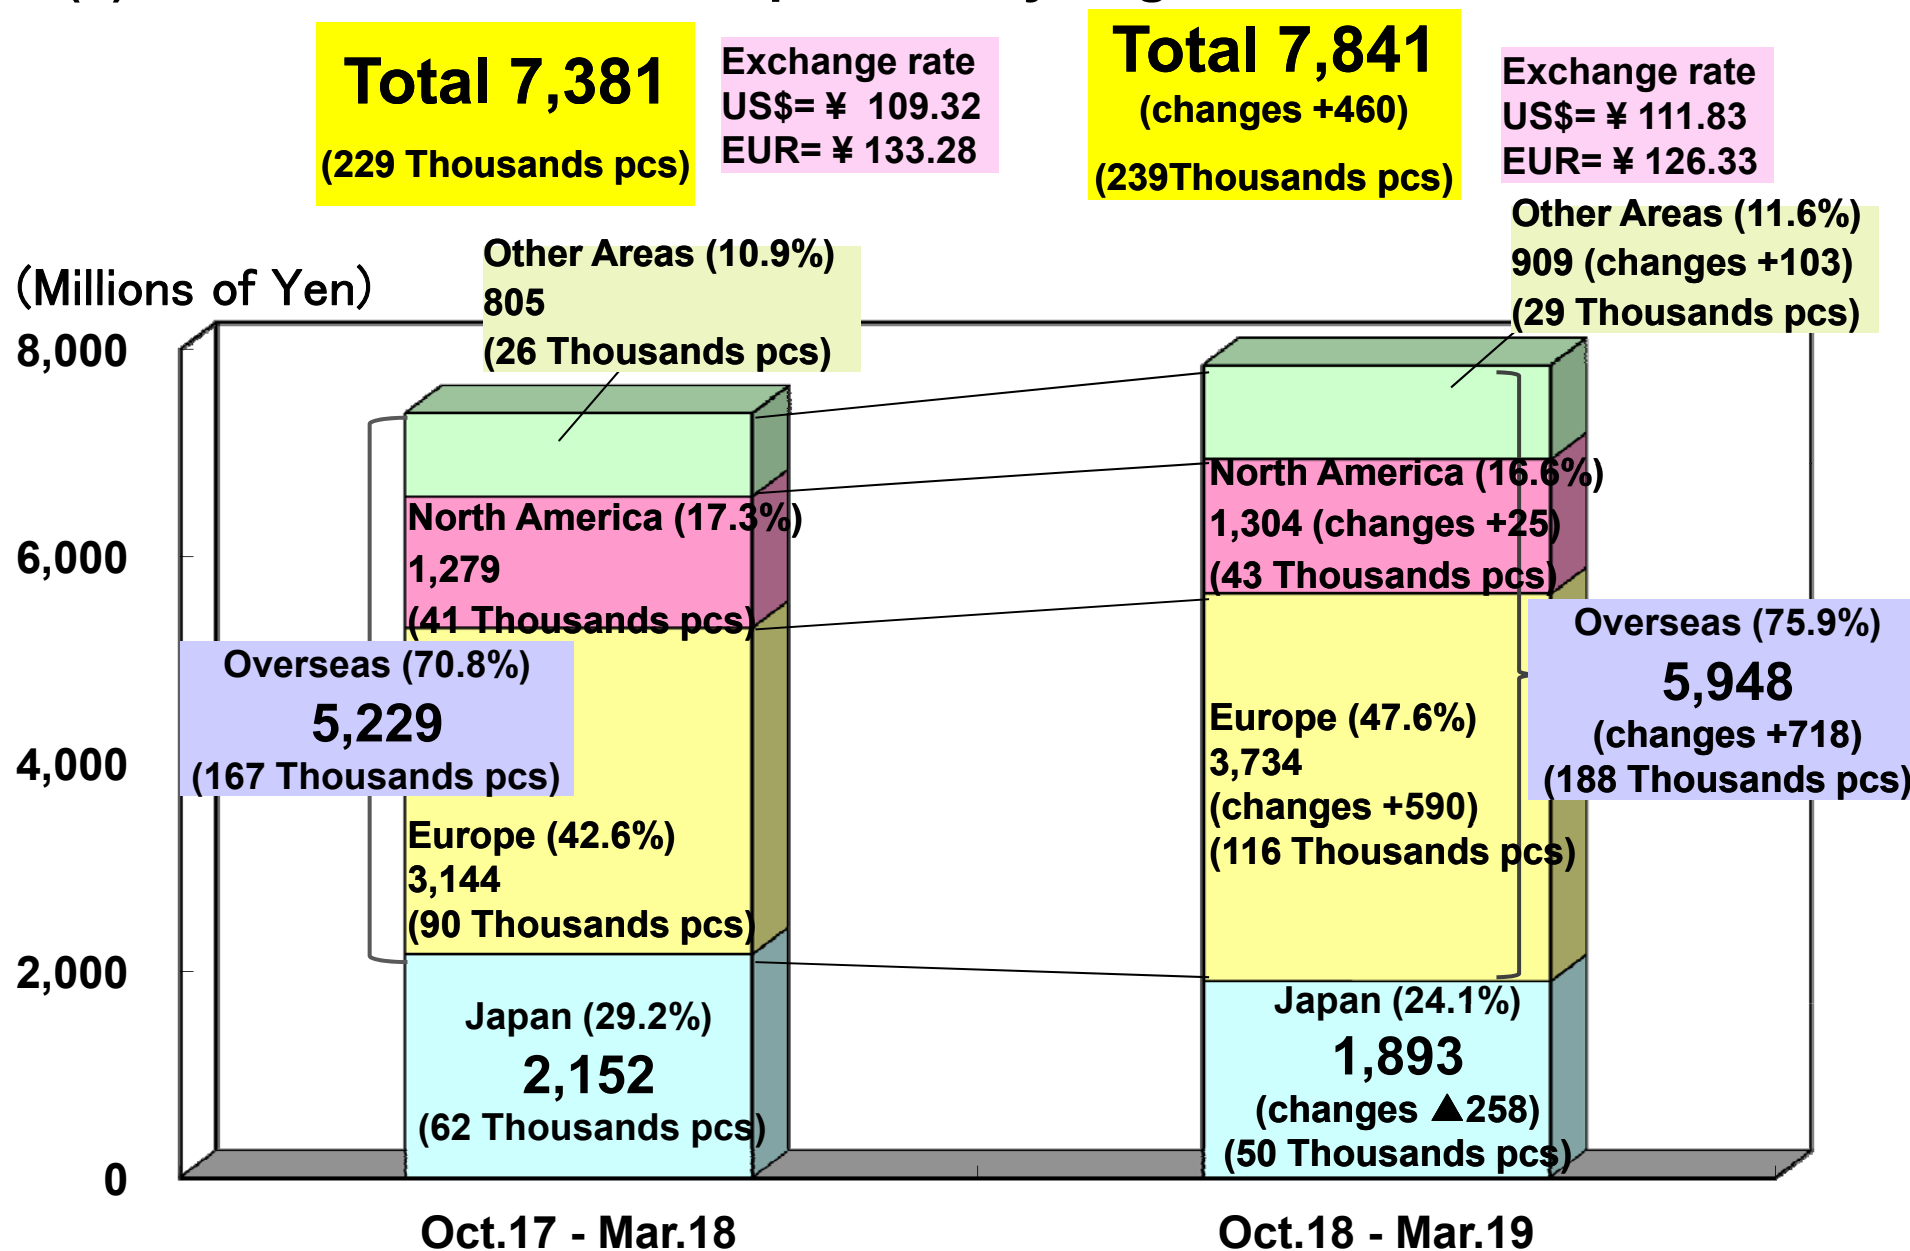 Total 7,381
(229 Thousands pcs)
Exchange rate
US$= ¥ 109.32
EUR= ¥ 133.28
Total 7,841
(changes +460)
(239Thousands pcs)
Exchange rate
US$= ¥ 111.83
EUR= ¥ 126.33
(Millions of Yen)
8,000
6,000
4,000
2,000
0
Other Areas (10.9%)
805
(26 Thousands pcs)
North America (17.3%)
1,279
(41 Thousands pcs)
Overseas (70.8%)
5,229
(167 Thousands pcs)
Europe (42.6%)
3,144
(90 Thousands pcs)
Japan (29.2%)
2,152
(62 Thousands pcs)
Other Areas (11.6%)
909 (changes +103)
(29 Thousands pcs)
North America (16.6%)
1,304 (changes +25)
(43 Thousands pcs)
Overseas (75.9%)
5,948
(changes +718)
(188 Thousands pcs)
Europe (47.6%)
3,734
(changes +590)
(116 Thousands pcs)
Japan (24.1%)
1,893
(changes ▲258)
(50 Thousands pcs)
Oct.17 - Mar.18
Oct.18 - Mar.19